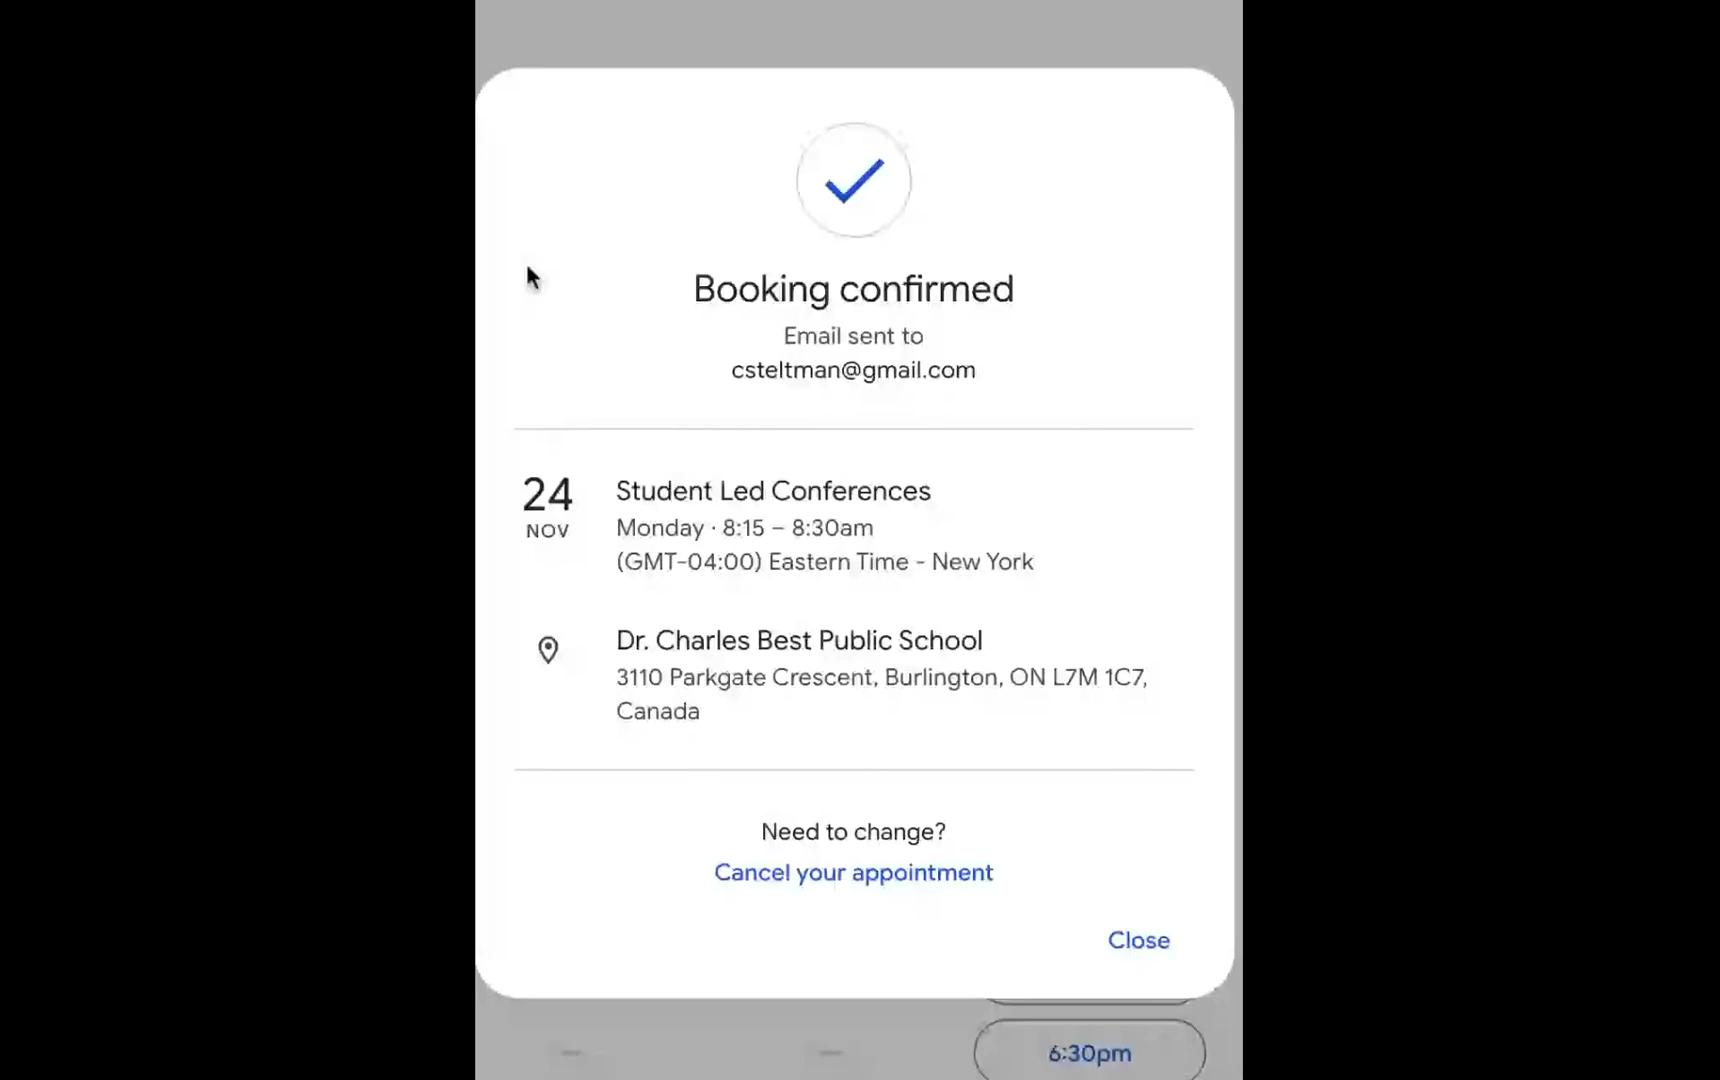 Booking confirmed
Email sent to
csteltman@gmail.com
24
NOV
Student Led Conferences
Monday · 8:15 – 8:30am
(GMT-04:00) Eastern Time - New York
Dr. Charles Best Public School
3110 Parkgate Crescent, Burlington, ON L7M 1C7,
Canada
Need to change?
Cancel your appointment
Close
6:30pm